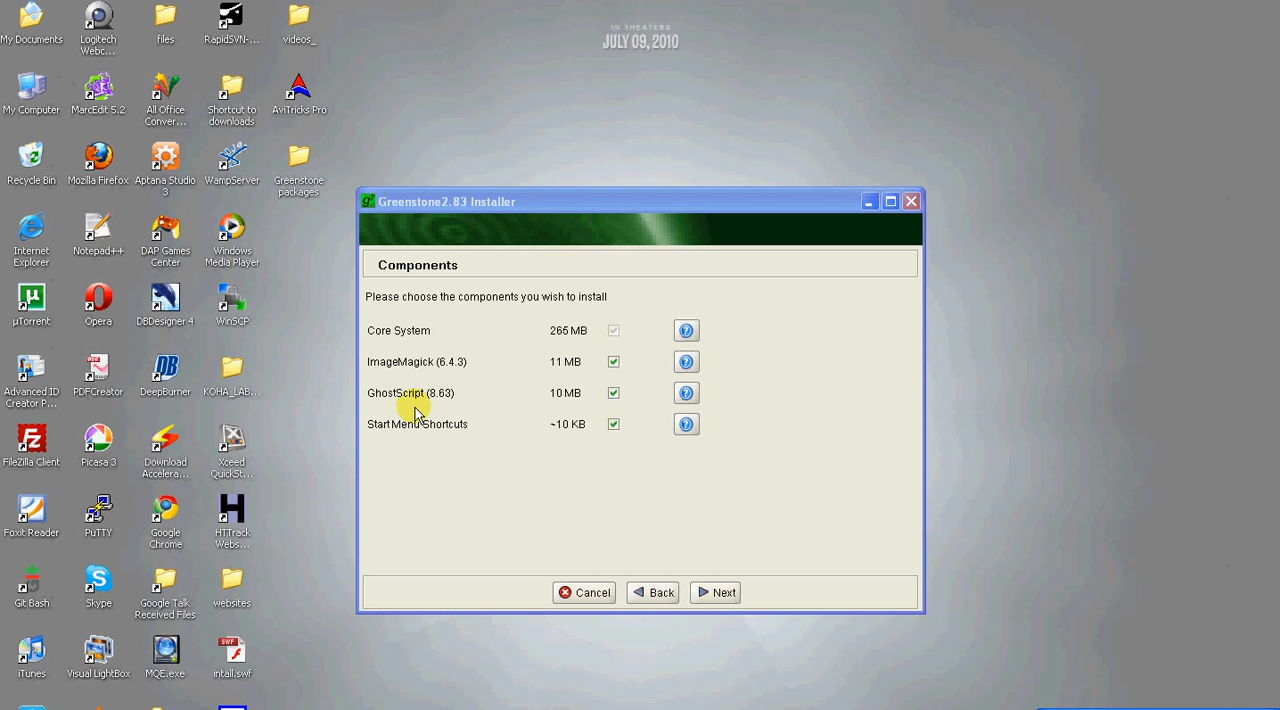 IN THEATERS
JULY 09, 2010
My Documents
Logitech
Webc...
files
RapidSVN-...
videos_
My Computer
MarcEdit 5.2
All Office
Conver...
Shortcut to
downloads
AviTricks Pro
Recycle Bin
Mozilla Firefox
Aptana Studio
3
WampServer
Greenstone
packages
Internet
Explorer
Notepad++
DAP Games
Center
Windows
Media Player
µTorrent
Opera
DBDesigner 4
WinSCP
Advanced ID
Creator P...
PDFCreator
DeepBurner
KOHA_LAB...
FileZilla Client
Picasa 3
Download
Accelera...
Xceed
QuickSt...
Foxit Reader
PuTTY
Google
Chrome
HTTrack
Webs...
Git Bash
Skype
Google Talk
Received Files
websites
iTunes
Visual LightBox
MQE.exe
intall.swf
Greenstone2.83 Installer
Components
Please choose the components you wish to install
Core System 265 MB
ImageMagick (6.4.3) 11 MB
GhostScript (8.63) 10 MB
Start Menu Shortcuts ~10 KB
Cancel Back Next